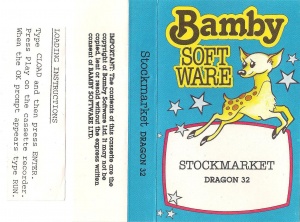 LOADING INSTRUCTIONS
Type CLOAD and then press ENTER.
Press PLAY on the cassette recorder.
When the OK prompt appears type RUN.
IMPORTANT The contents of this cassette are the
copyright of Bamby Software Ltd. It may not be
copied, lent or resold without the express written
consent of BAMBY SOFTWARE LTD.
Stockmarket DRAGON 32
Bamby
SOFT
WARE
STOCKMARKET
DRAGON 32